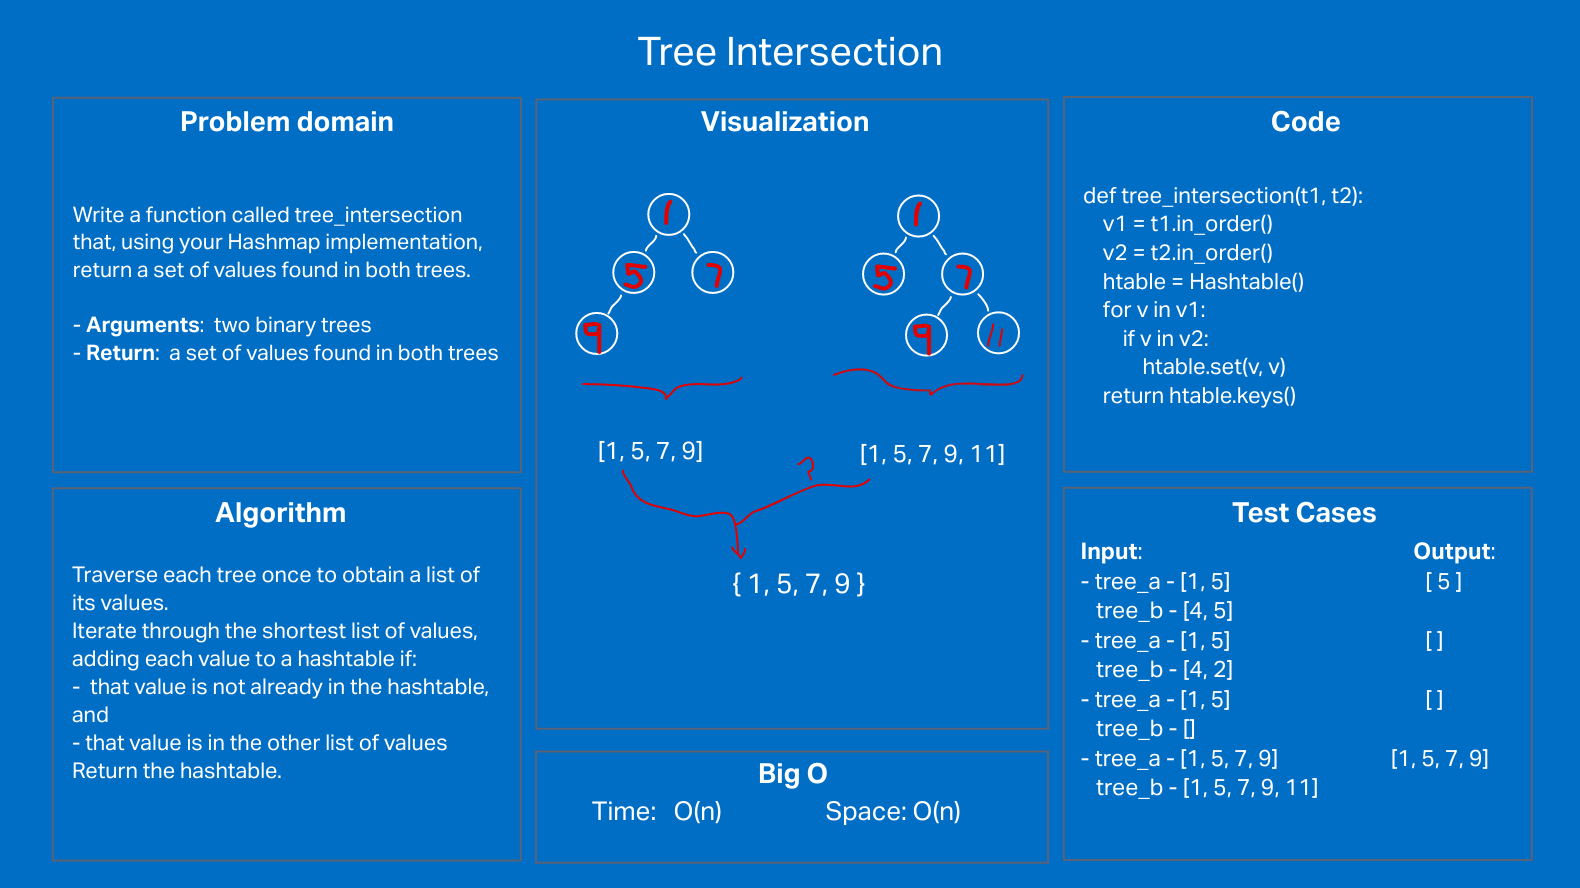 Tree Intersection
Problem domain
Write a function called tree_intersection
that, using your Hashmap implementation,
return a set of values found in both trees.
- Arguments:  two binary trees
- Return:  a set of values found in both trees
Algorithm
Traverse each tree once to obtain a list of
its values.
Iterate through the shortest list of values,
adding each value to a hashtable if:
-  that value is not already in the hashtable,
and
- that value is in the other list of values
Return the hashtable.
Visualization
1
5 7
9
1
5 7
9 11
[1, 5, 7, 9]
[1, 5, 7, 9, 11]
?
{ 1, 5, 7, 9 }
Big O
Time:   O(n) Space: O(n)
Code
def tree_intersection(t1, t2):
    v1 = t1.in_order()
    v2 = t2.in_order()
    htable = Hashtable()
    for v in v1:
        if v in v2:
            htable.set(v, v)
    return htable.keys()
Test Cases
Input: Output:
- tree_a - [1, 5] [ 5 ]
tree_b - [4, 5]
- tree_a - [1, 5] [ ]
tree_b - [4, 2]
- tree_a - [1, 5] [ ]
tree_b - []
- tree_a - [1, 5, 7, 9] [1, 5, 7, 9]
tree_b - [1, 5, 7, 9, 11]